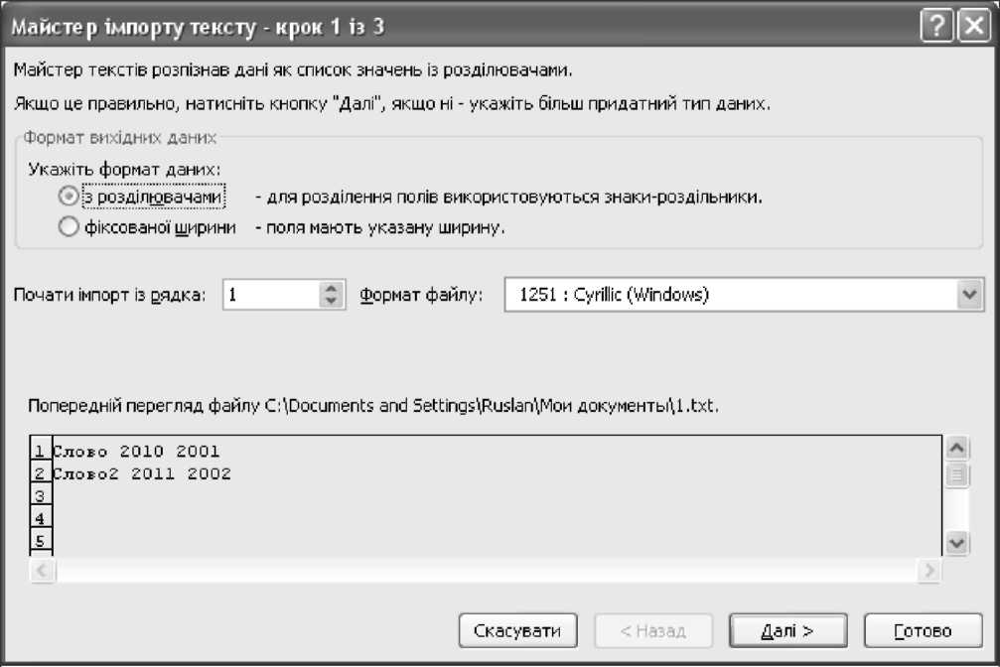 Майстер імпорту тексту - крок 1 із 3
Майстер текстів розпізнав дані як список значень із розділювачами.
Якщо це правильно, натисніть кнопку "Далі", якщо ні - укажіть більш придатний тип даних.
Формат вихідних даних
Укажіть формат даних:
з розділювачами - для розділення полів використовуються знаки-роздільники.
фіксованої ширини - поля мають указану ширину.
Почати імпорт із рядка: 1 Формат файлу: 1251 : Cyrillic (Windows)
Попередній перегляд файлу C:\Documents and Settings\Ruslan\Мои документы\1.txt.
1 Слово 2010 2001
2 Слово2 2011 2002
3
4
5
Скасувати < Назад Далі > Готово